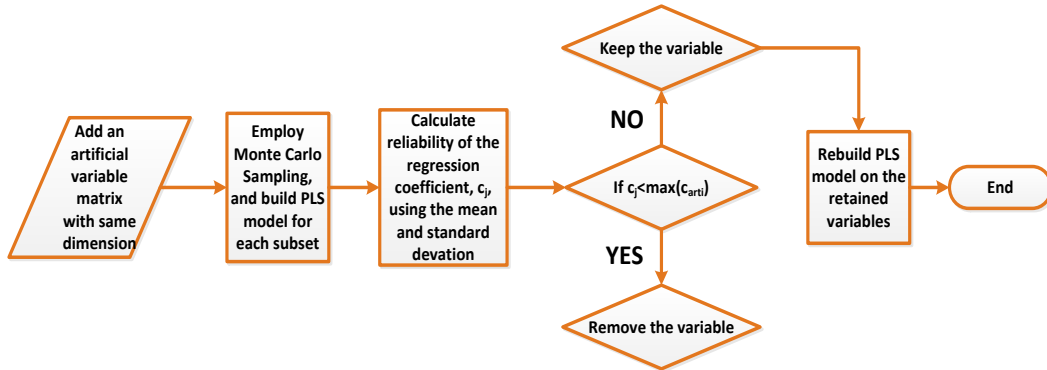 Add an
artificial
variable
matrix
with same
dimension
Employ
Monte Carlo
Sampling,
and build PLS
model for
each subset
Calculate
reliability of the
regression
coefficient, cj,
using the mean
and standard
devation
If cj<max(carti)
NO
Keep the variable
YES
Remove the variable
Rebuild PLS
model on the
retained
variables
End